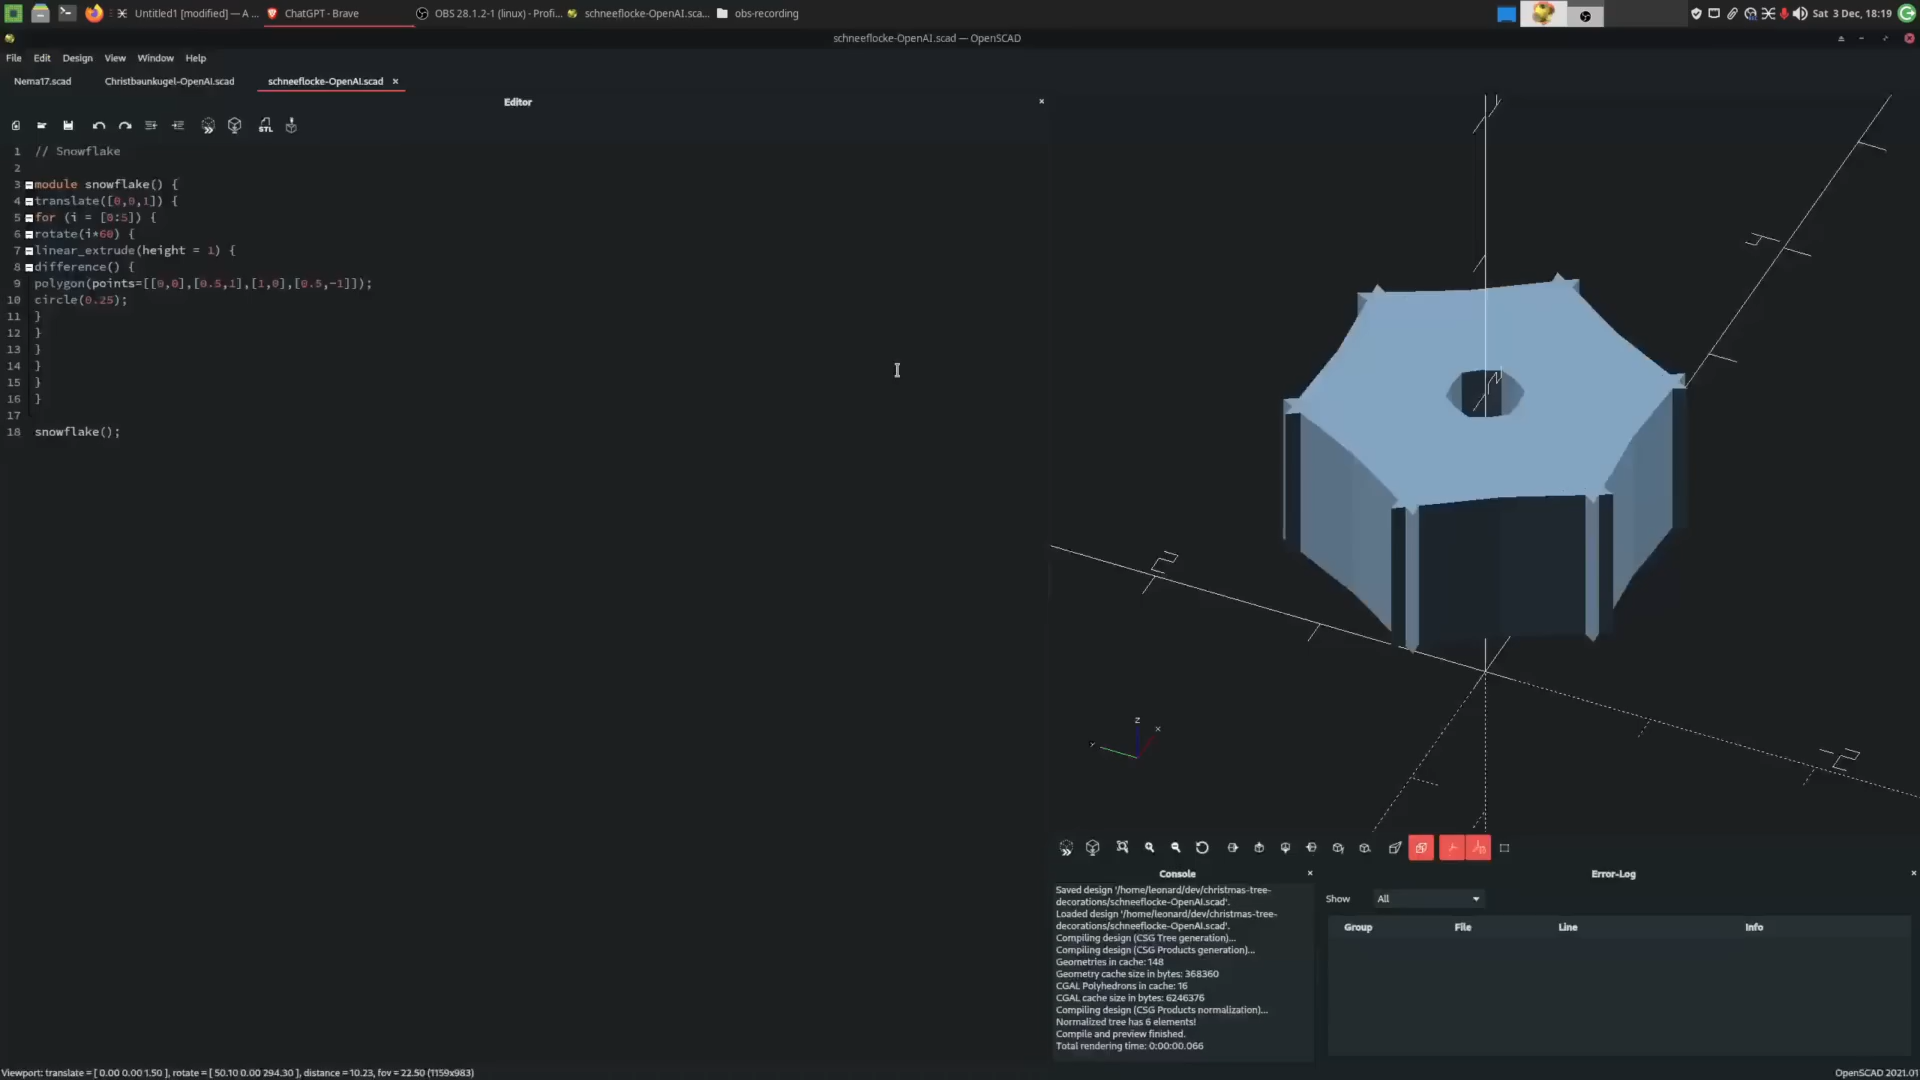 Untitled1 [modified] — A ...
ChatGPT - Brave
OBS 28.1.2-1 (linux) - Profi...
schneeflocke-OpenAI.sca...
obs-recording
Sat 3 Dec, 18:19
schneeflocke-OpenAI.scad — OpenSCAD
File Edit Design View Window Help
Nema17.scad Christbaunkugel-OpenAI.scad schneeflocke-OpenAI.scad
Editor
STL
1 // Snowflake
2
3 module snowflake() {
4 translate([0,0,1]) {
5 for (i = [0:5]) {
6 rotate(i*60) {
7 linear_extrude(height = 1) {
8 difference() {
9 polygon(points=[[0,0],[0.5,1],[1,0],[0.5,-1]]);
10 circle(0.25);
11 }
12 }
13 }
14 }
15 }
16 }
17
18 snowflake();
Console
Saved design '/home/leonard/dev/christmas-tree-
decorations/schneeflocke-OpenAI.scad'.
Loaded design '/home/leonard/dev/christmas-tree-
decorations/schneeflocke-OpenAI.scad'.
Compiling design (CSG Tree generation)...
Compiling design (CSG Products generation)...
Geometries in cache: 148
Geometry cache size in bytes: 368360
CGAL Polyhedrons in cache: 16
CGAL cache size in bytes: 6246376
Compiling design (CSG Products normalization)...
Normalized tree has 6 elements!
Compile and preview finished.
Total rendering time: 0:00:00.066
Error-Log
Show All
Group File Line Info
Viewport: translate = [ 0.00 0.00 1.50 ], rotate = [ 50.10 0.00 294.30 ], distance = 10.23, fov = 22.50 (1159x983)
OpenSCAD 2021.01